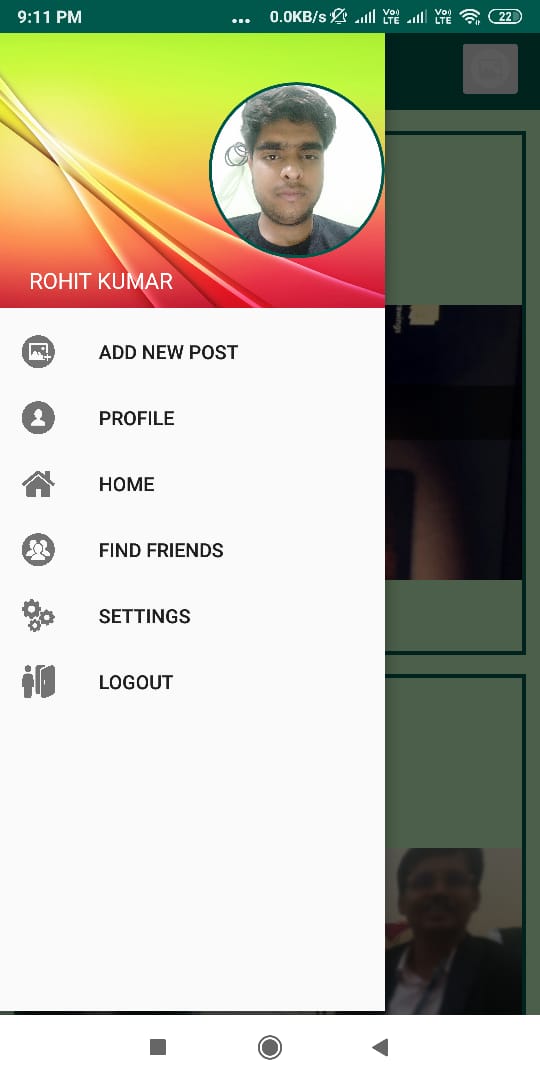 9:11 PM ... 0.0KB/s Vo) LTE Vo) LTE 22
ROHIT KUMAR
ADD NEW POST
PROFILE
HOME
FIND FRIENDS
SETTINGS
LOGOUT